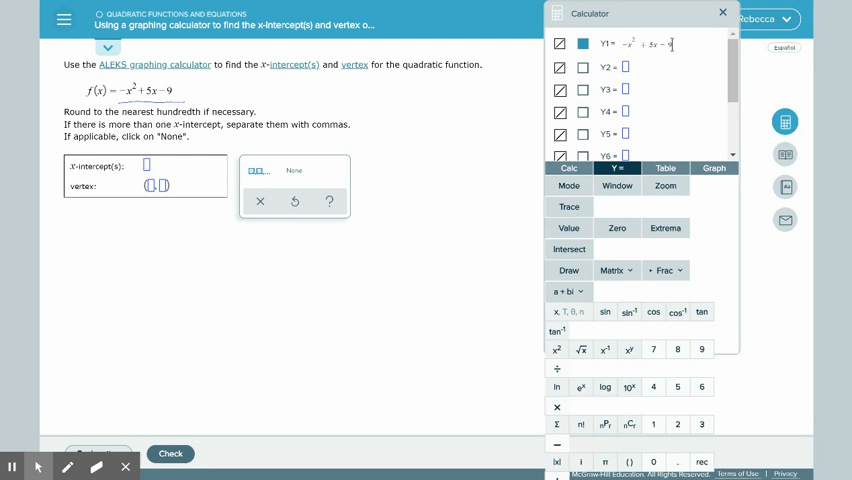 QUADRATIC FUNCTIONS AND EQUATIONS
Using a graphing calculator to find the x-intercept(s) and vertex o...
Calculator
Rebecca
Español
Use the ALEKS graphing calculator to find the x-intercept(s) and vertex for the quadratic function.
f(x) = −x²+5x−9
Round to the nearest hundredth if necessary.
If there is more than one x-intercept, separate them with commas.
If applicable, click on "None".
x-intercept(s):
vertex: (▯,▯)
▯,▯,... None
× ?
Y1 = −x² + 5x − 9
Y2 =
Y3 =
Y4 =
Y5 =
Y6 =
Calc Y = Table Graph
Mode Window Zoom
Trace
Value Zero Extrema
Intersect
Draw Matrix ▸ Frac
a + bi
x, T, θ, n sin sin⁻¹ cos cos⁻¹ tan
tan⁻¹
x² √x x⁻¹ xʸ 7 8 9
÷
ln eˣ log 10ˣ 4 5 6
×
Σ n! nPr nCr 1 2 3
−
|x| i π ( ) 0 . rec
Check
McGraw-Hill Education. All Rights Reserved. Terms of Use | Privacy